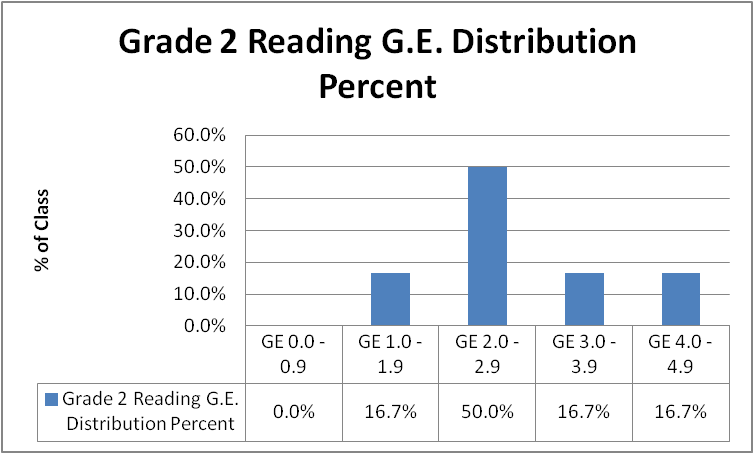 Grade 2 Reading G.E. Distribution
Percent
% of Class
60.0%
50.0%
40.0%
30.0%
20.0%
10.0%
0.0%
GE 0.0 - 0.9
GE 1.0 - 1.9
GE 2.0 - 2.9
GE 3.0 - 3.9
GE 4.0 - 4.9
Grade 2 Reading G.E.
Distribution Percent
0.0% 16.7% 50.0% 16.7% 16.7%